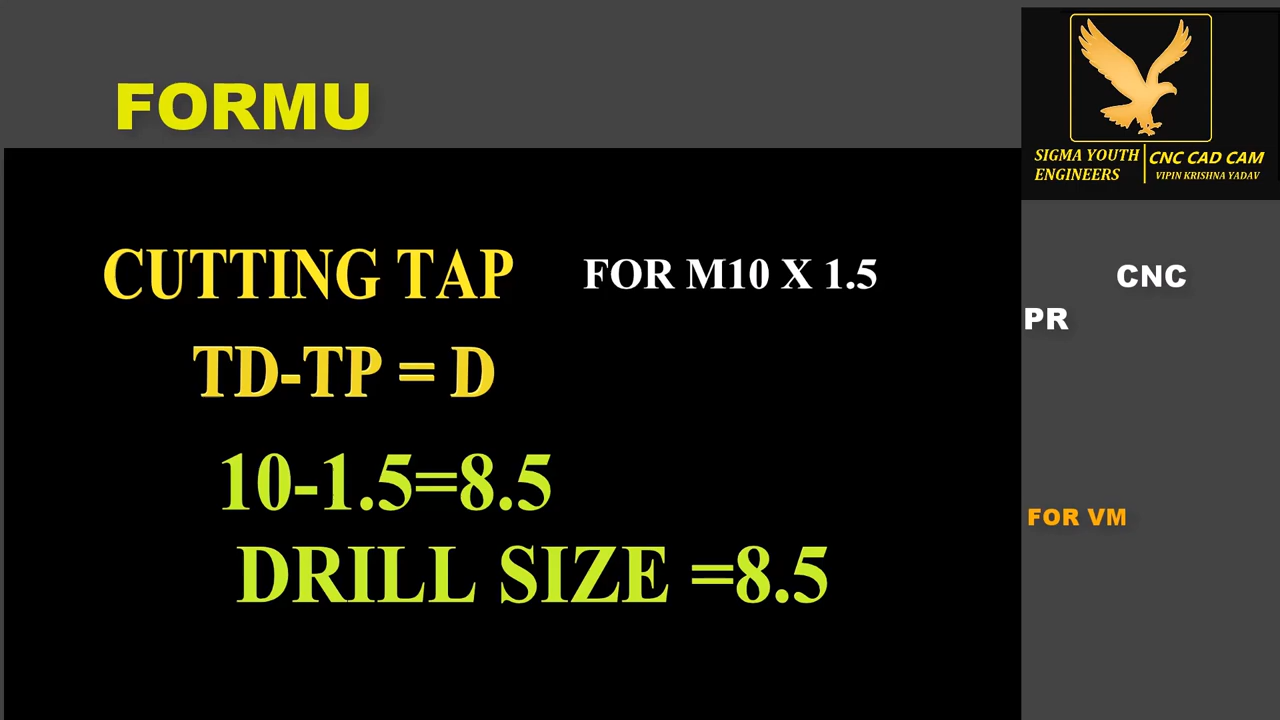 FORMU
SIGMA YOUTH
ENGINEERS
CNC CAD CAM
VIPIN KRISHNA YADAV
CUTTING TAP
FOR M10 X 1.5
TD-TP = D
10-1.5=8.5
DRILL SIZE =8.5
CNC
PR
FOR VM